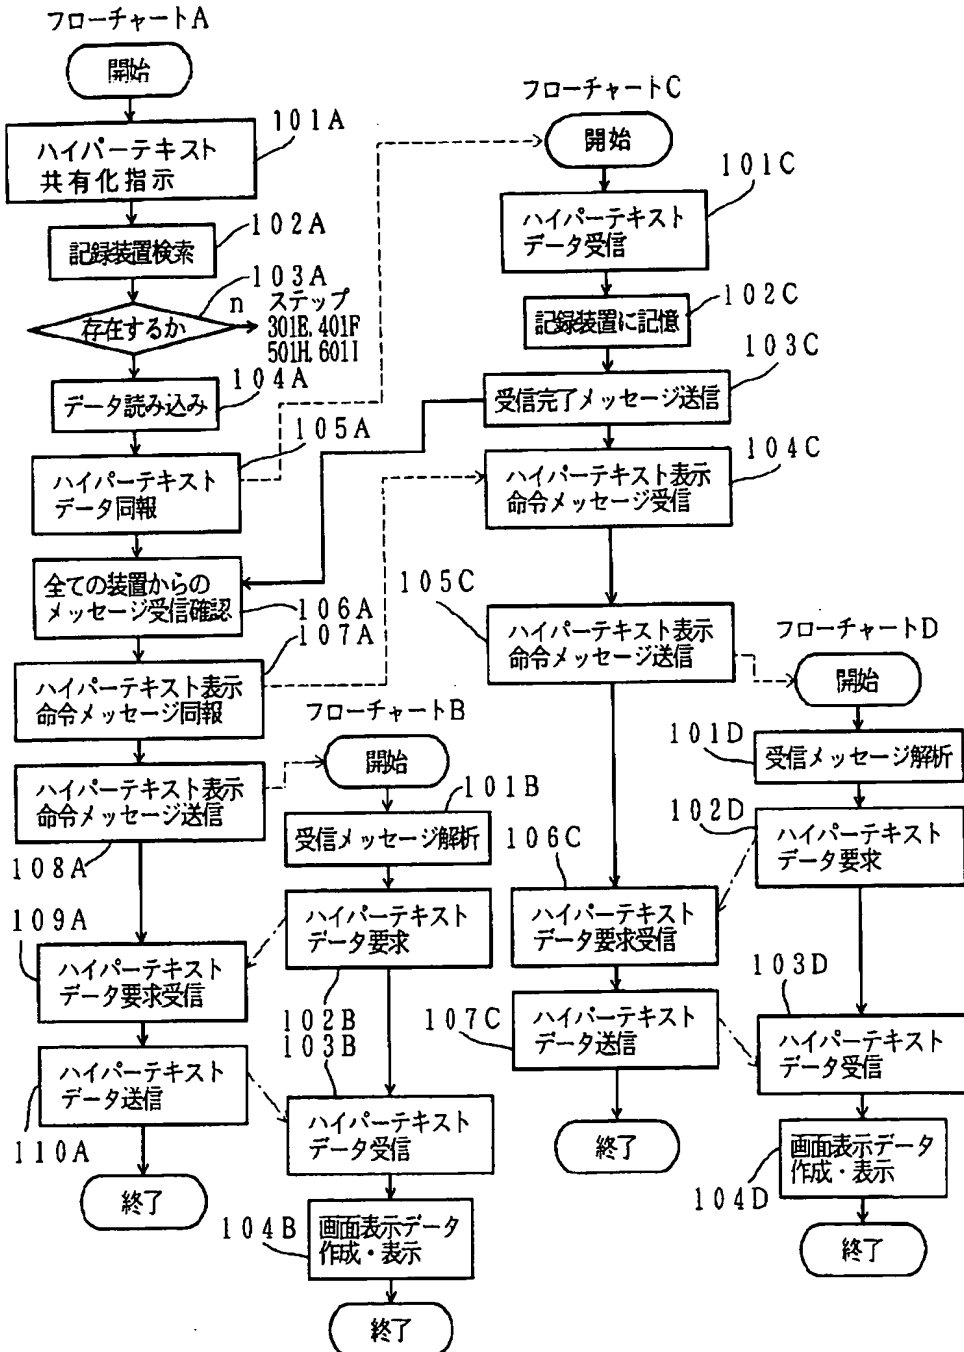 フローチャートA
開始
101A
ハイパーテキスト
共有化指示
102A
記録装置検索
103A
存在するか
n
ステップ
301E.401F
501H.601I
104A
データ読み込み
105A
ハイパーテキスト
データ同報
全ての装置からの
メッセージ受信確認
106A
107A
ハイパーテキスト表示
命令メッセージ同報
ハイパーテキスト表示
命令メッセージ送信
108A
109A
ハイパーテキスト
データ要求受信
ハイパーテキスト
データ送信
110A
終了
フローチャートB
開始
101B
受信メッセージ解析
ハイパーテキスト
データ要求
102B
103B
ハイパーテキスト
データ受信
104B
画面表示データ
作成・表示
終了
フローチャートC
開始
101C
ハイパーテキスト
データ受信
102C
記録装置に記憶
103C
受信完了メッセージ送信
104C
ハイパーテキスト表示
命令メッセージ受信
105C
ハイパーテキスト表示
命令メッセージ送信
106C
ハイパーテキスト
データ要求受信
107C
ハイパーテキスト
データ送信
終了
フローチャートD
開始
101D
受信メッセージ解析
102D
ハイパーテキスト
データ要求
103D
ハイパーテキスト
データ受信
画面表示データ
作成・表示
104D
終了